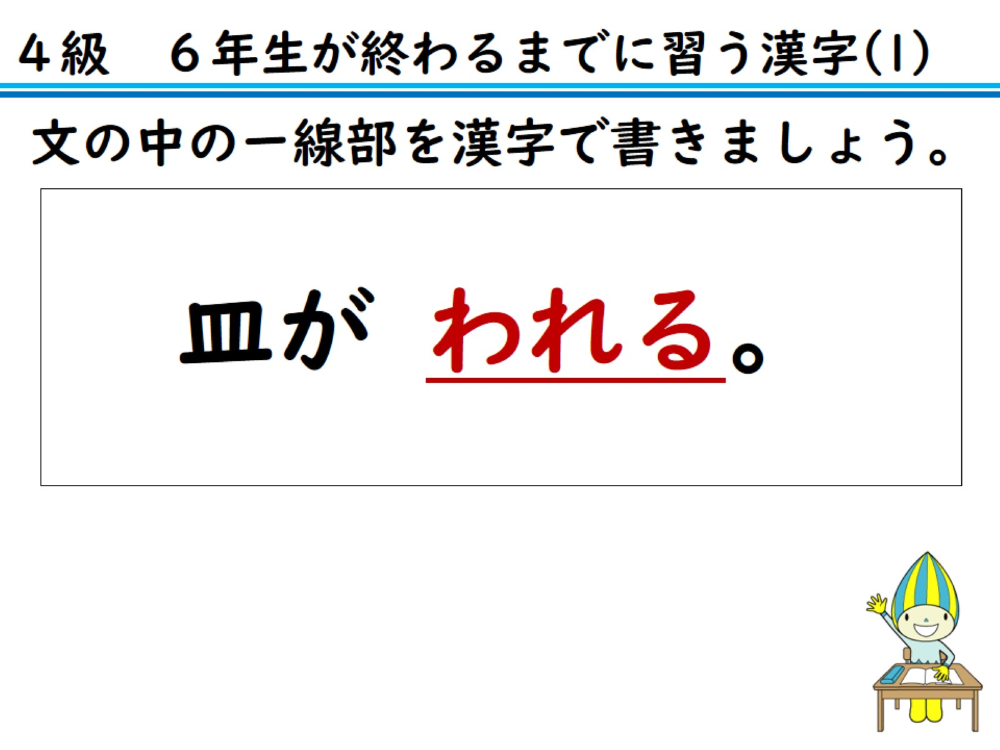 ４級　６年生が終わるまでに習う漢字(1)
文の中の一線部を漢字で書きましょう。
皿が われる。